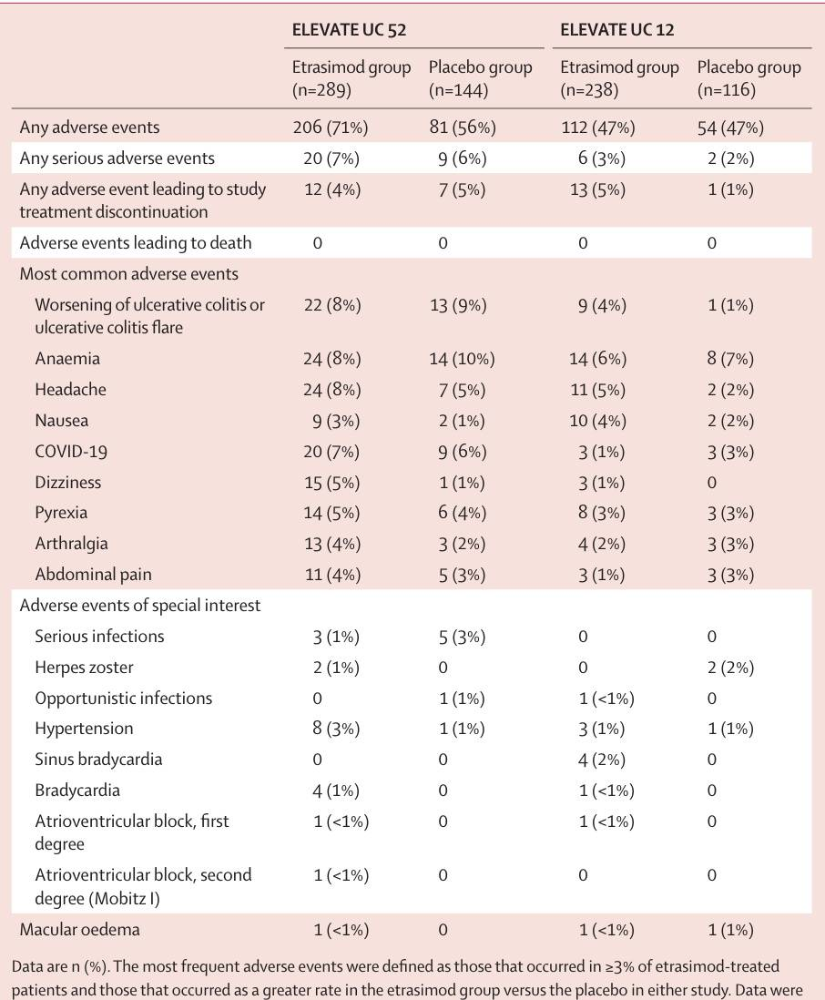 ELEVATE UC 52 ELEVATE UC 12
Etrasimod group (n=289) Placebo group (n=144) Etrasimod group (n=238) Placebo group (n=116)
Any adverse events 206 (71%) 81 (56%) 112 (47%) 54 (47%)
Any serious adverse events 20 (7%) 9 (6%) 6 (3%) 2 (2%)
Any adverse event leading to study 12 (4%) 7 (5%) 13 (5%) 1 (1%)
treatment discontinuation
Adverse events leading to death 0 0 0 0
Most common adverse events
Worsening of ulcerative colitis or 22 (8%) 13 (9%) 9 (4%) 1 (1%)
ulcerative colitis flare
Anaemia 24 (8%) 14 (10%) 14 (6%) 8 (7%)
Headache 24 (8%) 7 (5%) 11 (5%) 2 (2%)
Nausea 9 (3%) 2 (1%) 10 (4%) 2 (2%)
COVID-19 20 (7%) 9 (6%) 3 (1%) 3 (3%)
Dizziness 15 (5%) 1 (1%) 3 (1%) 0
Pyrexia 14 (5%) 6 (4%) 8 (3%) 3 (3%)
Arthralgia 13 (4%) 3 (2%) 4 (2%) 3 (3%)
Abdominal pain 11 (4%) 5 (3%) 3 (1%) 3 (3%)
Adverse events of special interest
Serious infections 3 (1%) 5 (3%) 0 0
Herpes zoster 2 (1%) 0 0 2 (2%)
Opportunistic infections 0 1 (1%) 1 (<1%) 0
Hypertension 8 (3%) 1 (1%) 3 (1%) 1 (1%)
Sinus bradycardia 0 0 4 (2%) 0
Bradycardia 4 (1%) 0 1 (<1%) 0
Atrioventricular block, first 1 (<1%) 0 1 (<1%) 0
degree
Atrioventricular block, second 1 (<1%) 0 0 0
degree (Mobitz I)
Macular oedema 1 (<1%) 0 1 (<1%) 1 (1%)
Data are n (%). The most frequent adverse events were defined as those that occurred in ≥3% of etrasimod-treated
patients and those that occurred as a greater rate in the etrasimod group versus the placebo in either study. Data were